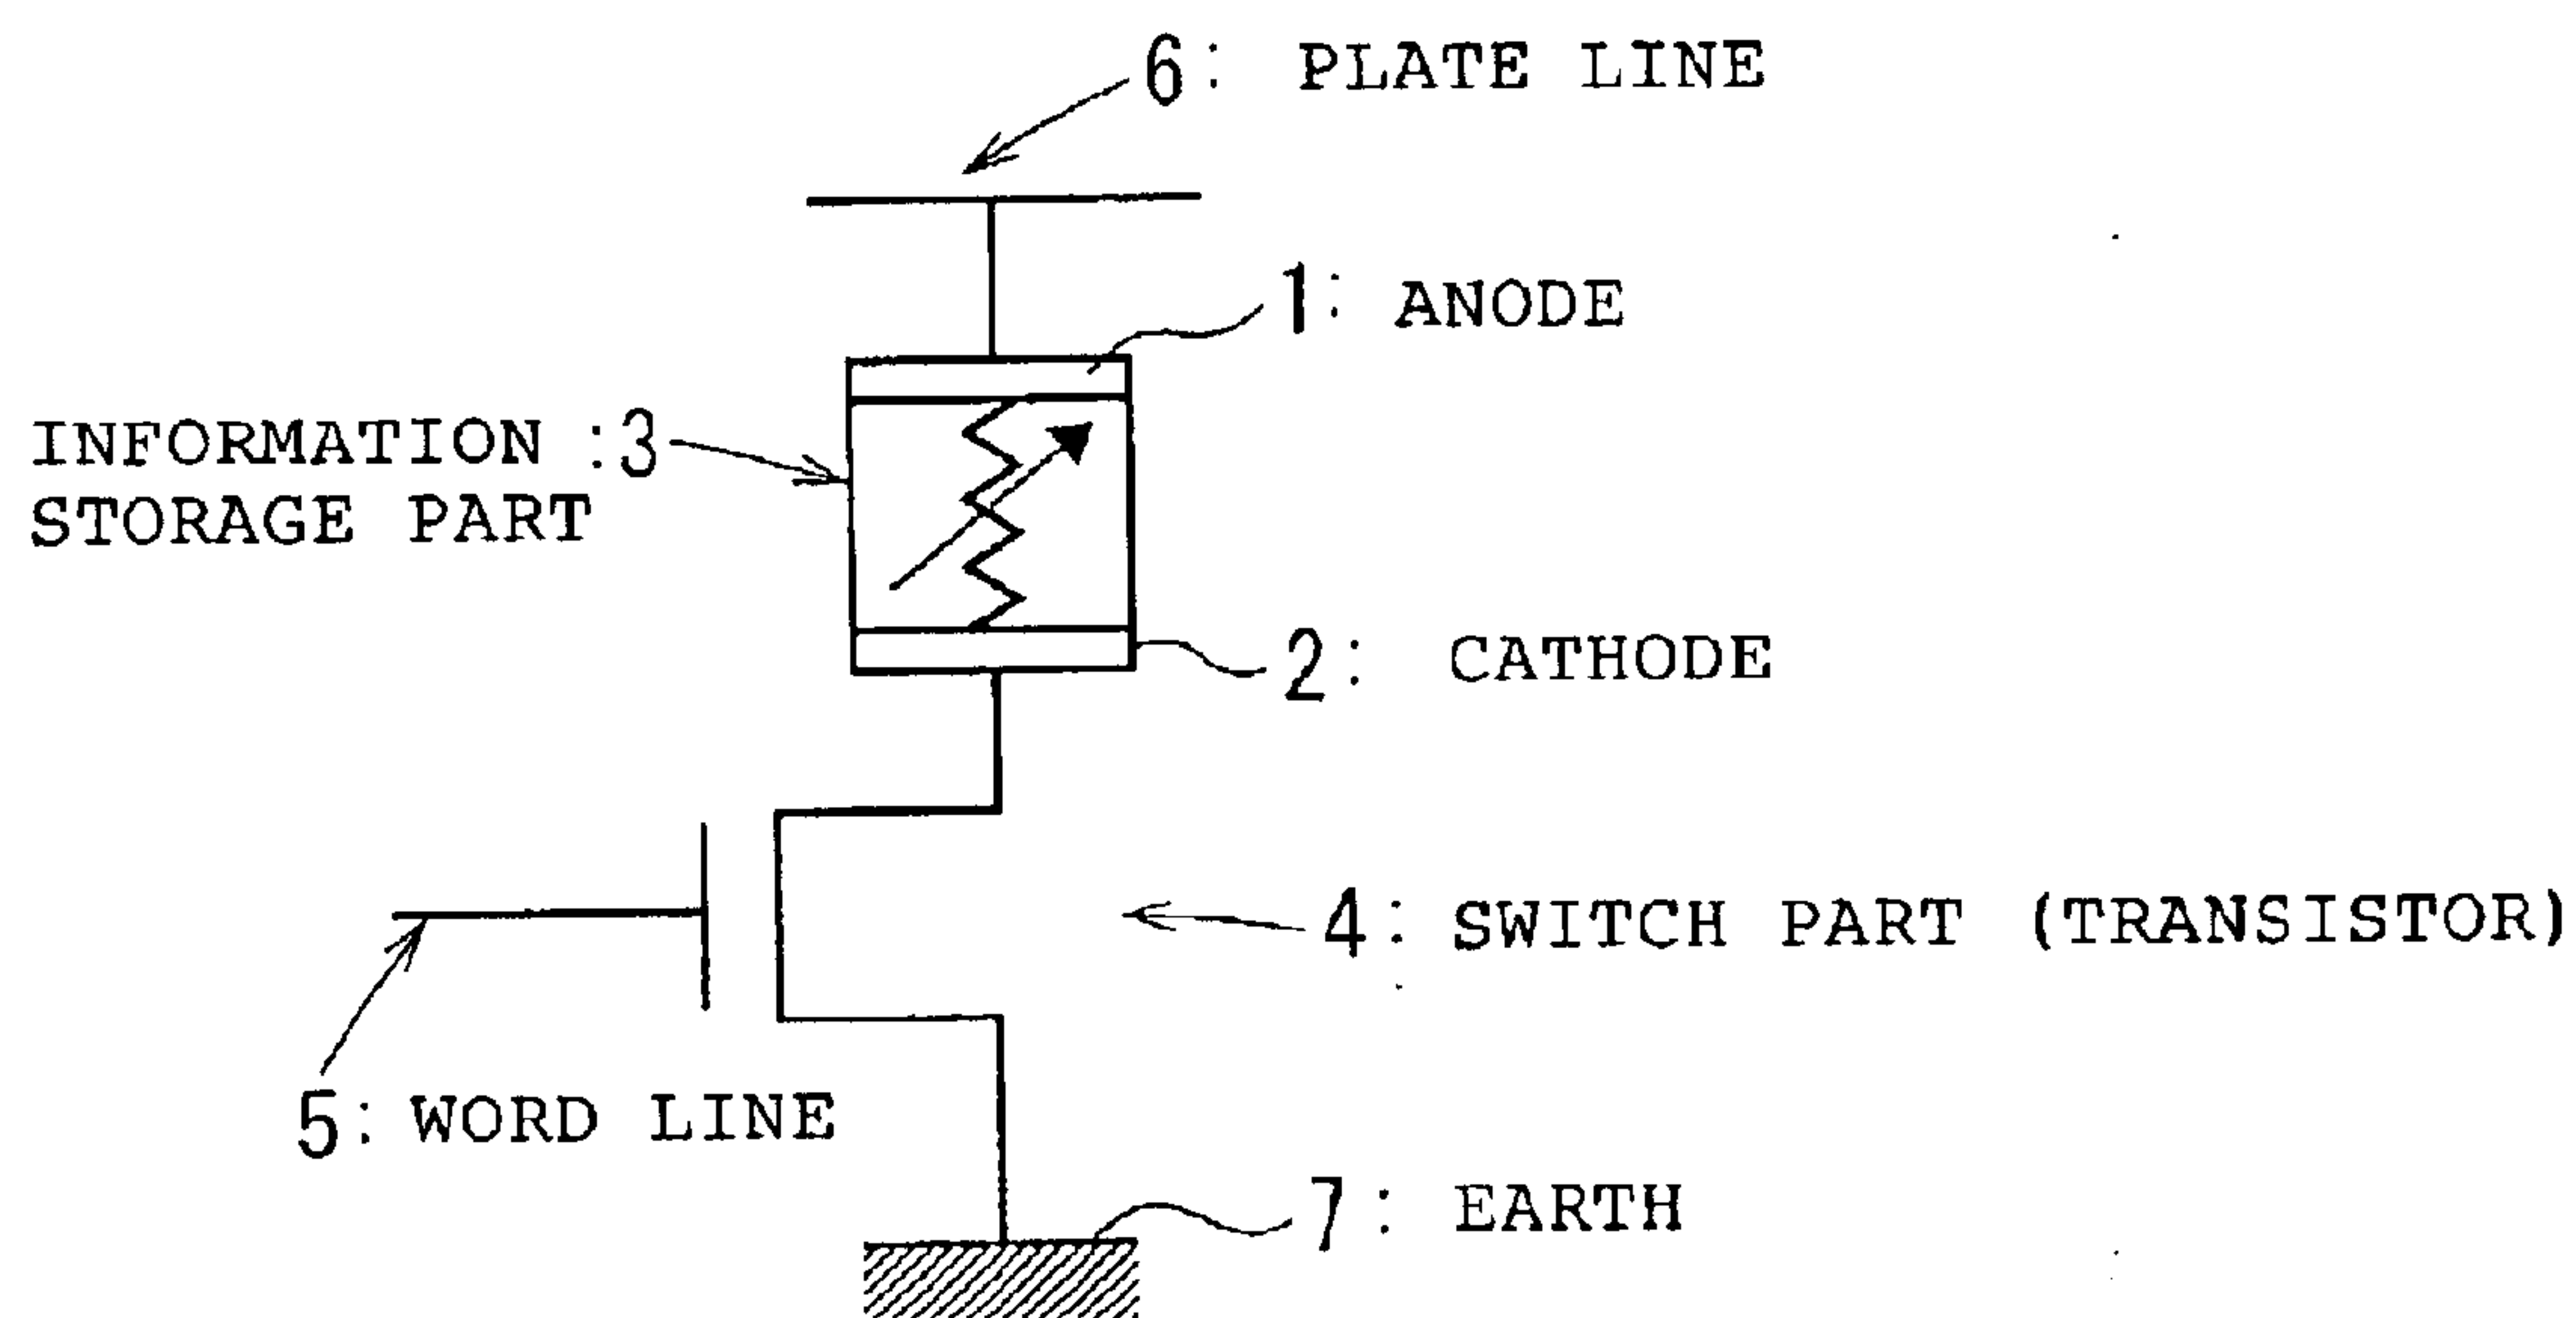 6: PLATE LINE
1: ANODE
INFORMATION :3
STORAGE PART
2: CATHODE
4: SWITCH PART (TRANSISTOR)
5: WORD LINE
7: EARTH